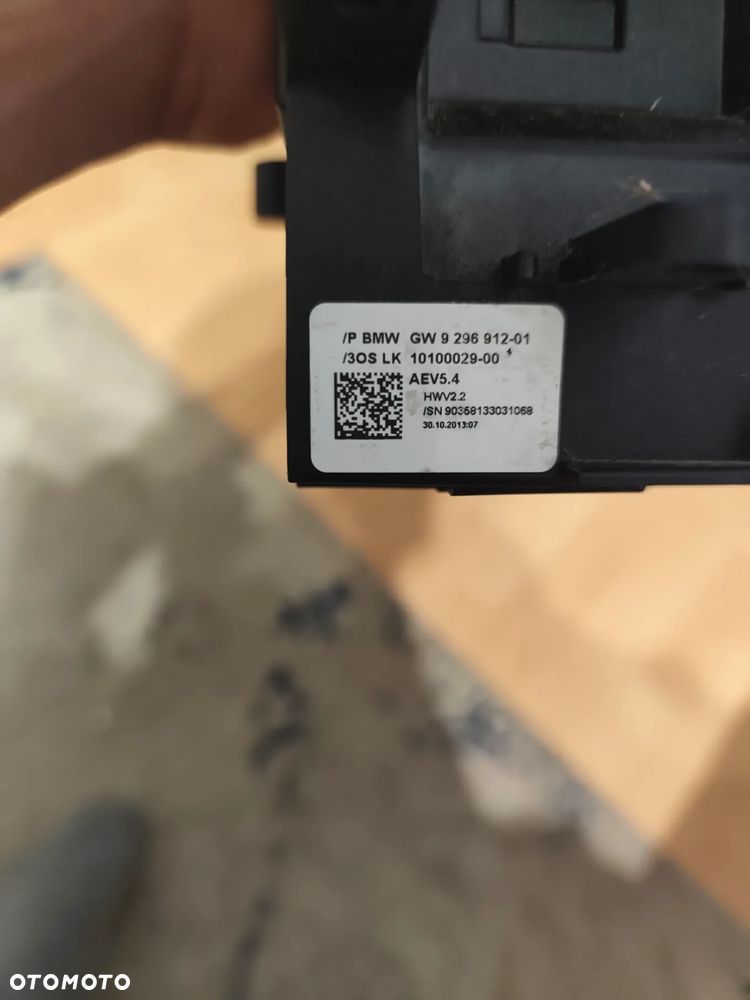 /P BMW GW 9 296 912-01
/3OS LK 10100029-00
AEV5.4
HWV2.2
/SN 90358133031068
30.10.2013:07
OTOMOTO